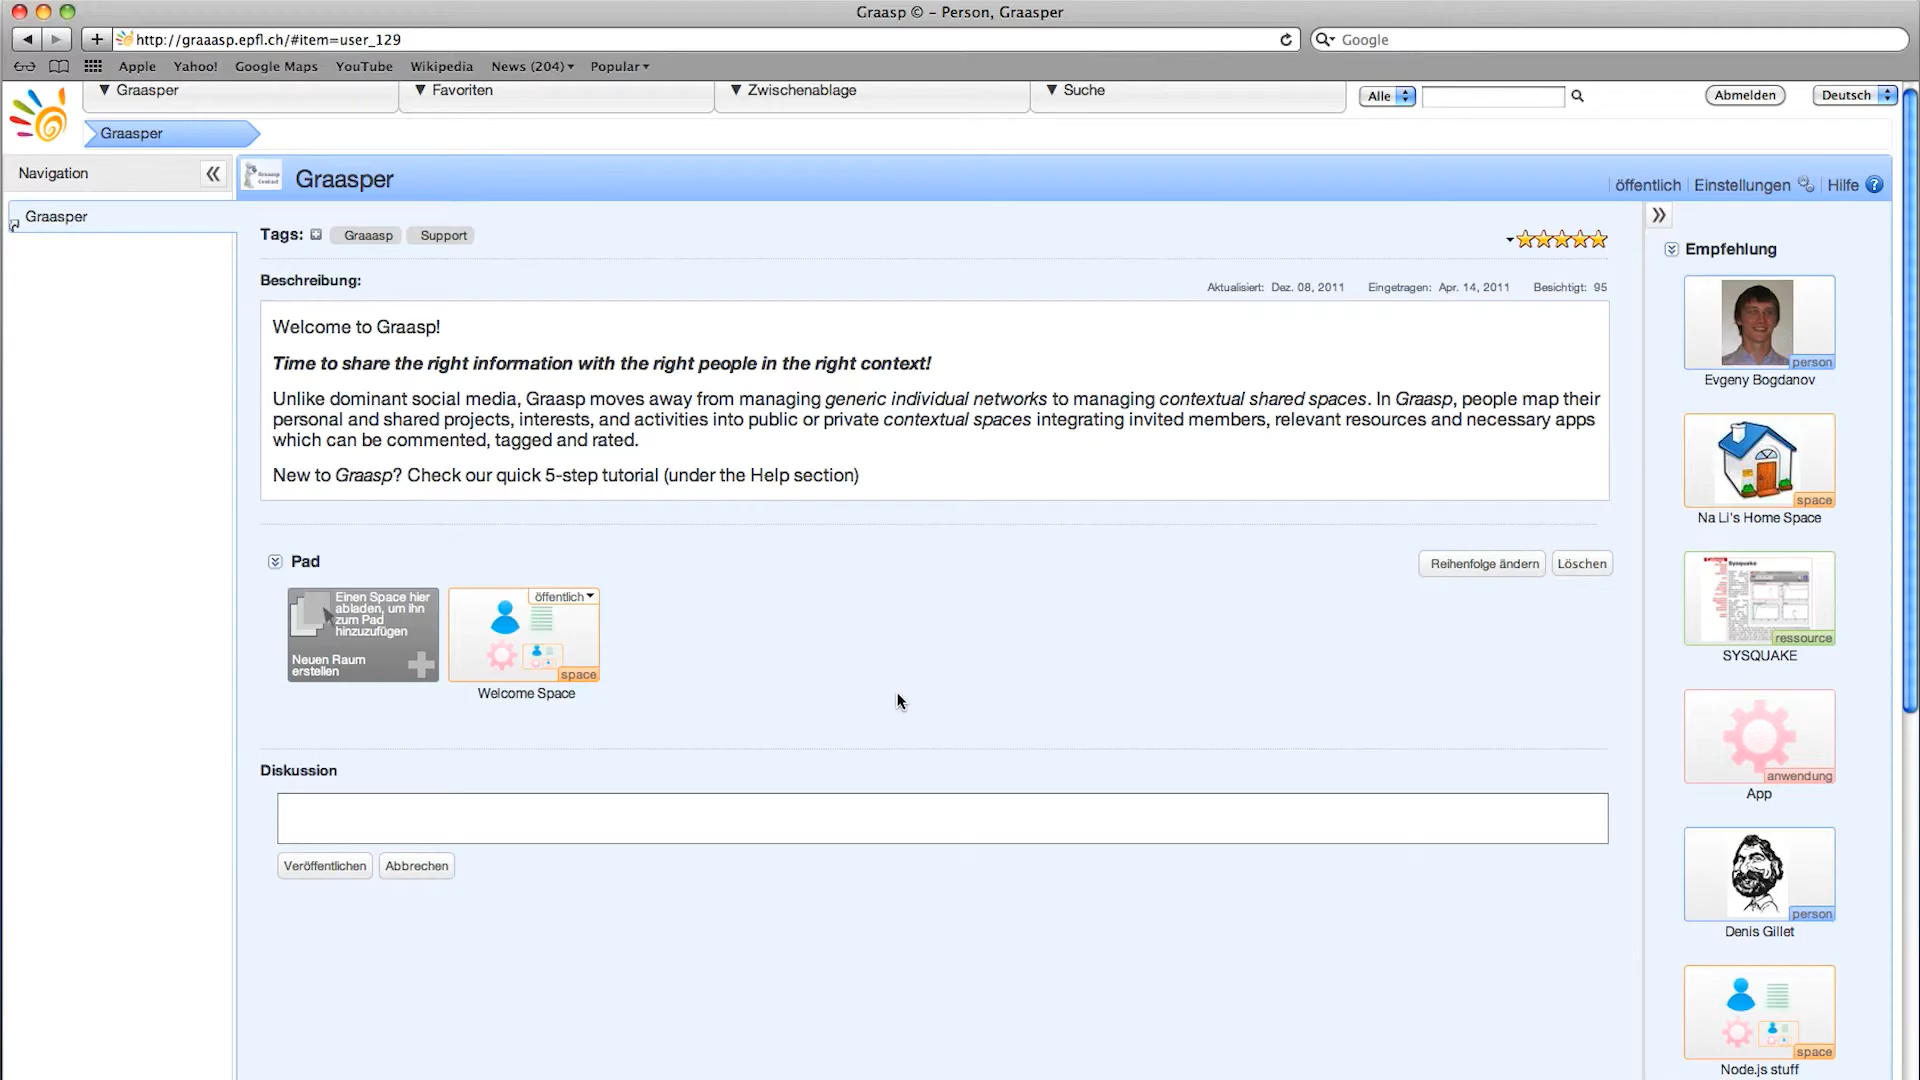 Graasp © – Person, Graasper
http://graaasp.epfl.ch/#item=user_129
Google
Apple Yahoo! Google Maps YouTube Wikipedia News (204)▾ Popular▾
▼ Graasper ▼ Favoriten ▼ Zwischenablage ▼ Suche Alle Abmelden Deutsch
Graasper
Navigation
Graasper
öffentlich Einstellungen Hilfe ?
Graasper
Tags: Graaasp Support
Empfehlung
Beschreibung:
Aktualisiert: Dez. 08, 2011 Eingetragen: Apr. 14, 2011 Besichtigt: 95
Welcome to Graasp!
Time to share the right information with the right people in the right context!
Unlike dominant social media, Graasp moves away from managing generic individual networks to managing contextual shared spaces. In Graasp, people map their
personal and shared projects, interests, and activities into public or private contextual spaces integrating invited members, relevant resources and necessary apps
which can be commented, tagged and rated.
New to Graasp? Check our quick 5-step tutorial (under the Help section)
Pad
Reihenfolge ändern Löschen
Einen Space hier
abladen, um ihn
zum Pad
hinzuzufügen
Neuen Raum
erstellen
öffentlich▾
space
Welcome Space
Diskussion
Veröffentlichen Abbrechen
person
Evgeny Bogdanov
space
Na Li's Home Space
Sysquake
ressource
SYSQUAKE
anwendung
App
person
Denis Gillet
space
Node.js stuff